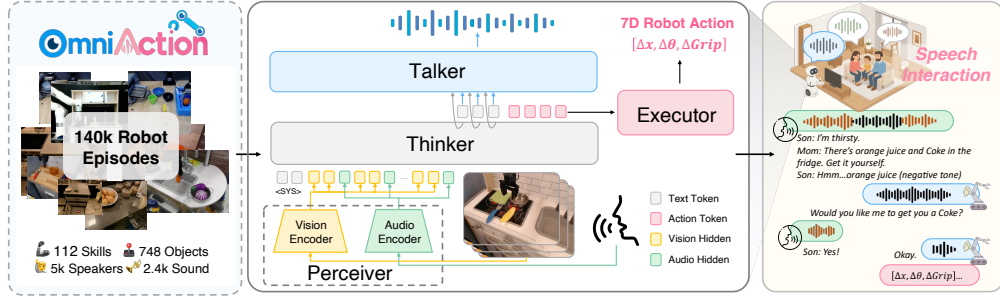 OmniAction
140k Robot
Episodes
112 Skills 748 Objects
5k Speakers 2.4k Sound
7D Robot Action
[Δx, Δθ, ΔGrip]
Talker
Executor
Thinker
<SYS>
...
Vision
Encoder
Audio
Encoder
Perceiver
Text Token
Action Token
Vision Hidden
Audio Hidden
Speech
Interaction
Son: I'm thirsty.
Mom: There's orange juice and Coke in the
fridge. Get it yourself.
Son: Hmm...orange juice (negative tone)
Would you like me to get you a Coke?
Son: Yes!
Okay.
[Δx, Δθ, ΔGrip]...